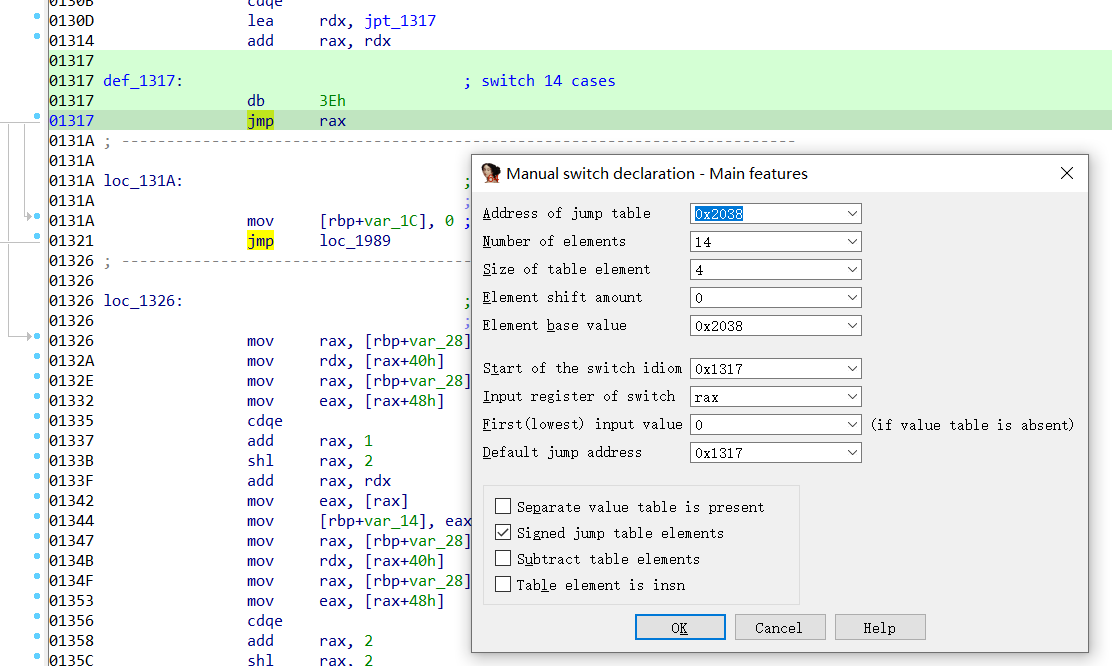 0130B cdqe
0130D lea rdx, jpt_1317
01314 add rax, rdx
01317
01317 def_1317: ; switch 14 cases
01317 db 3Eh
01317 jmp rax
0131A ; ---------------------------------------------------------------------------
0131A
0131A loc_131A: ;
0131A ;
0131A mov [rbp+var_1C], 0 ;
01321 jmp loc_1989
01326 ; ---------------------------------------------------------------------------
01326
01326 loc_1326: ;
01326 ;
01326 mov rax, [rbp+var_28]
0132A mov rdx, [rax+40h]
0132E mov rax, [rbp+var_28]
01332 mov eax, [rax+48h]
01335 cdqe
01337 add rax, 1
0133B shl rax, 2
0133F add rax, rdx
01342 mov eax, [rax]
01344 mov [rbp+var_14], eax
01347 mov rax, [rbp+var_28]
0134B mov rdx, [rax+40h]
0134F mov rax, [rbp+var_28]
01353 mov eax, [rax+48h]
01356 cdqe
01358 add rax, 2
0135C shl rax, 2
Manual switch declaration - Main features
Address of jump table 0x2038
Number of elements 14
Size of table element 4
Element shift amount 0
Element base value 0x2038
Start of the switch idiom 0x1317
Input register of switch rax
First(lowest) input value 0 (if value table is absent)
Default jump address 0x1317
Separate value table is present
Signed jump table elements
Subtract table elements
Table element is insn
OK Cancel Help